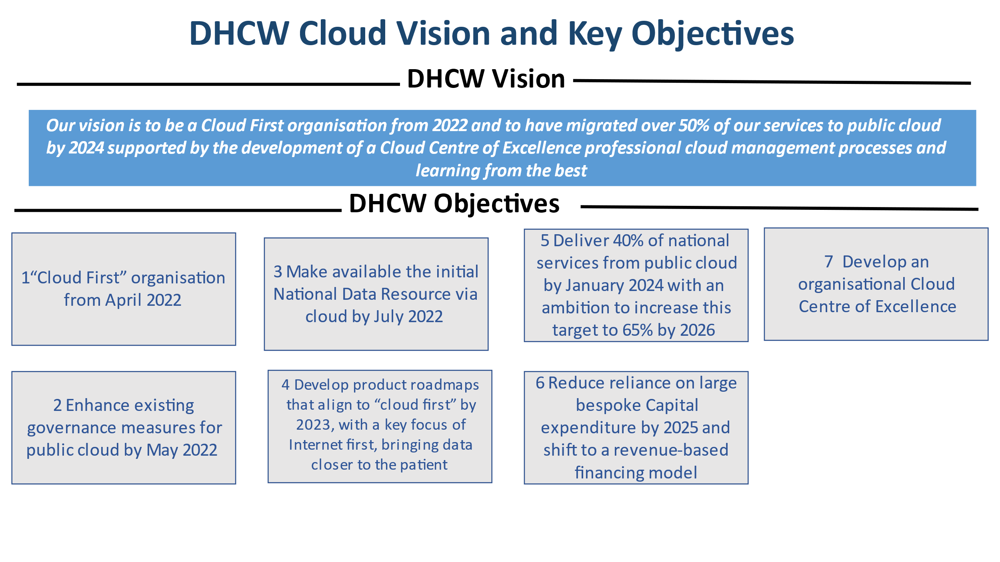 DHCW Cloud Vision and Key Objectives
DHCW Vision
Our vision is to be a Cloud First organisation from 2022 and to have migrated over 50% of our services to public cloud
by 2024 supported by the development of a Cloud Centre of Excellence professional cloud management processes and
learning from the best
DHCW Objectives
1“Cloud First” organisation
from April 2022
2 Enhance existing
governance measures for
public cloud by May 2022
3 Make available the initial
National Data Resource via
cloud by July 2022
4 Develop product roadmaps
that align to “cloud first” by
2023, with a key focus of
Internet first, bringing data
closer to the patient
5 Deliver 40% of national
services from public cloud
by January 2024 with an
ambition to increase this
target to 65% by 2026
6 Reduce reliance on large
bespoke Capital
expenditure by 2025 and
shift to a revenue-based
financing model
7 Develop an
organisational Cloud
Centre of Excellence